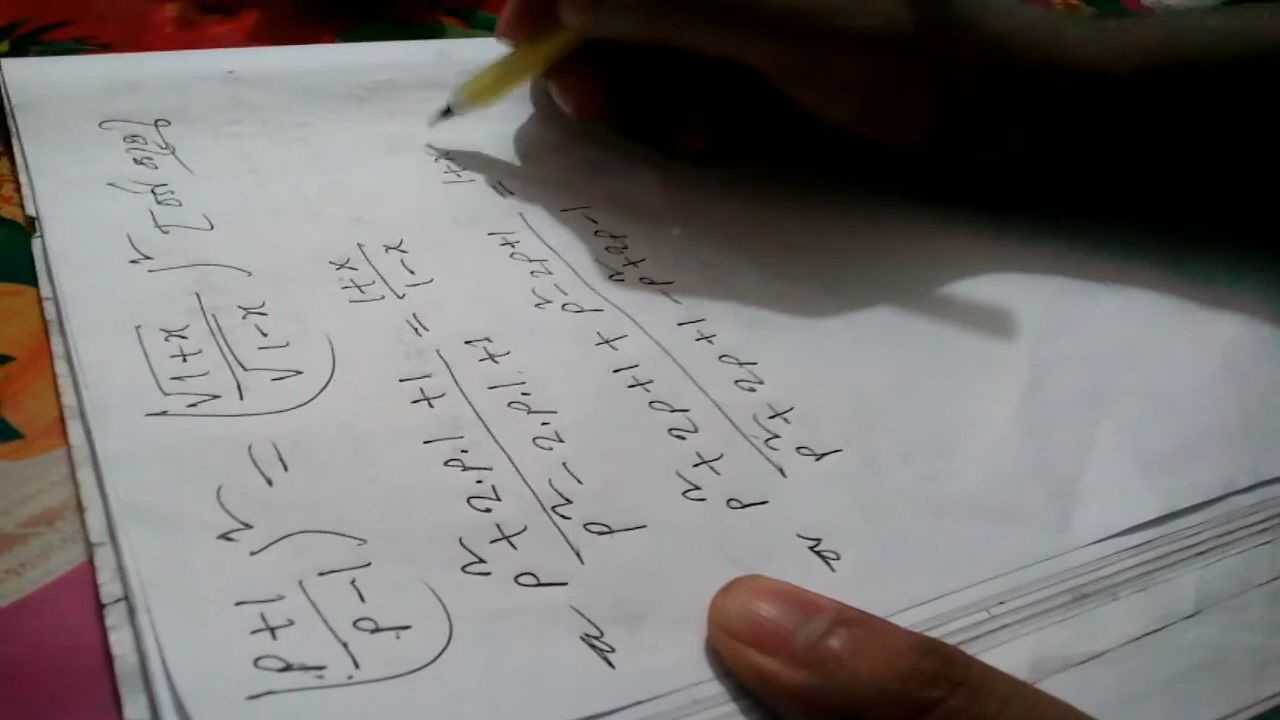 (p+1/p-1)² = (√1+x/√1-x)² [বর্গ করে]
বা p²+2.p.1+1/p²-2.p.1+1 = 1+x/1-x
বা p²+2p+1+p²-2p+1/p²+2p+1-p²+2p-1 = 1+x